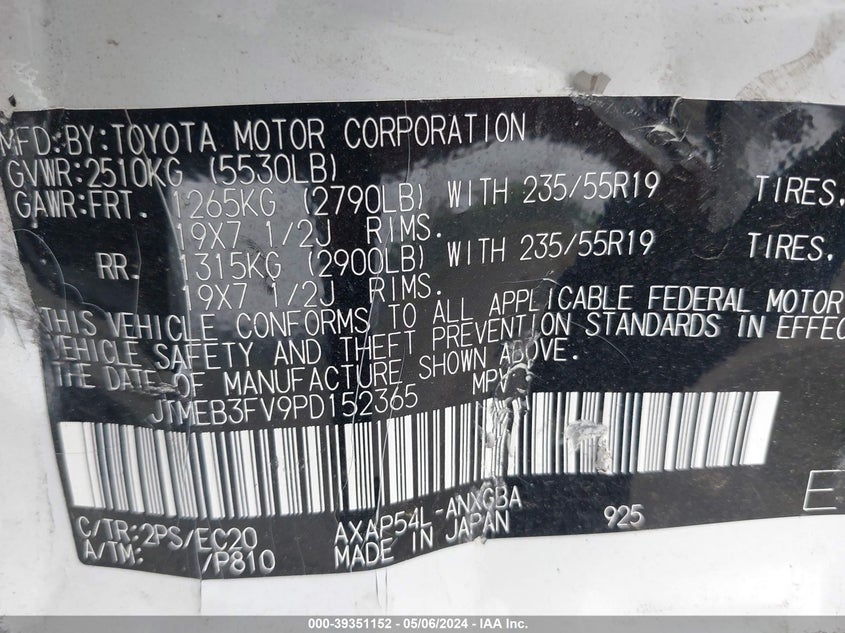 MFD:BY:TOYOTA MOTOR CORPORATION
GVWR:2510KG (5530LB)
GAWR:FRT. 1265KG (2790LB) WITH 235/55R19 TIRES,
19X7 1/2J RIMS.
RR. 1315KG (2900LB) WITH 235/55R19 TIRES,
19X7 1/2J RIMS.
THIS VEHICLE CONFORMS TO ALL APPLICABLE FEDERAL MOTOR
VEHICLE SAFETY AND THEFT PREVENTION STANDARDS IN EFFEC
THE DATE OF MANUFACTURE SHOWN ABOVE.
JTMEB3FV9PD152365 MPV
E
C/TR:2PS/EC20 AXAP54L-ANXGBA 925
A/TM: /P810 MADE IN JAPAN
000-39351152 - 05/06/2024 - IAA Inc.